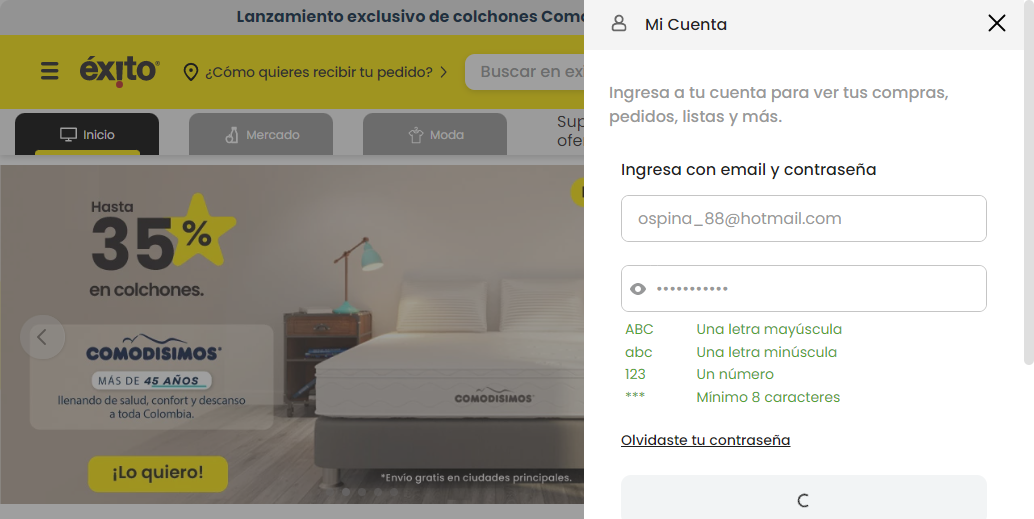 Lanzamiento exclusivo de colchones Como
éxito
¿Cómo quieres recibir tu pedido?
Buscar en ex
Inicio
Mercado
Moda
Sup
ofe
Hasta
35%
en colchones.
COMODISIMOS
MÁS DE 45 AÑOS
llenando de salud, confort y descanso
a toda Colombia.
¡Lo quiero!
COMODISIMOS
*Envío gratis en ciudades principales.
Mi Cuenta
Ingresa a tu cuenta para ver tus compras,
pedidos, listas y más.
Ingresa con email y contraseña
ospina_88@hotmail.com
•••••••••••
ABC Una letra mayúscula
abc Una letra minúscula
123 Un número
*** Mínimo 8 caracteres
Olvidaste tu contraseña